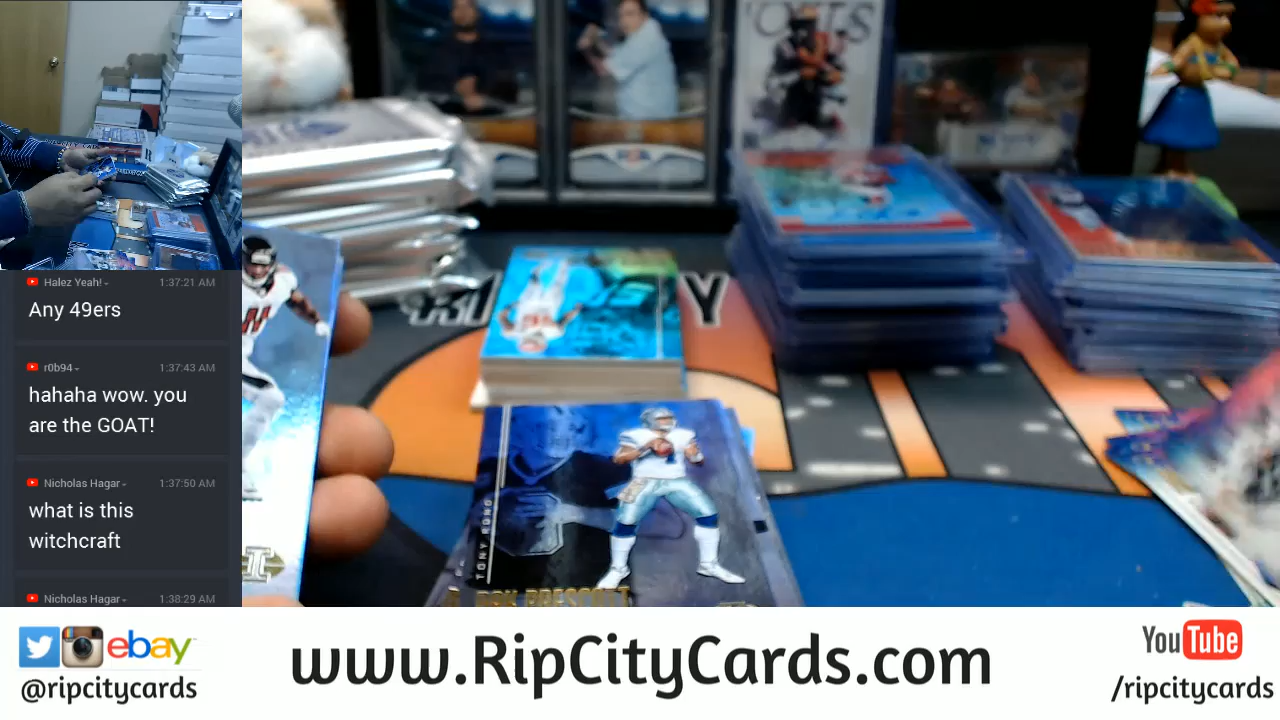 Halez Yeah! 1:37:21 AM
Any 49ers
r0b94 1:37:43 AM
hahaha wow. you
are the GOAT!
Nicholas Hagar 1:37:50 AM
what is this
witchcraft
Nicholas Hagar 1:38:29 AM
Y
TONY ROMO
PRESCOTT
ebay
@ripcitycards
www.RipCityCards.com
YouTube
/ripcitycards